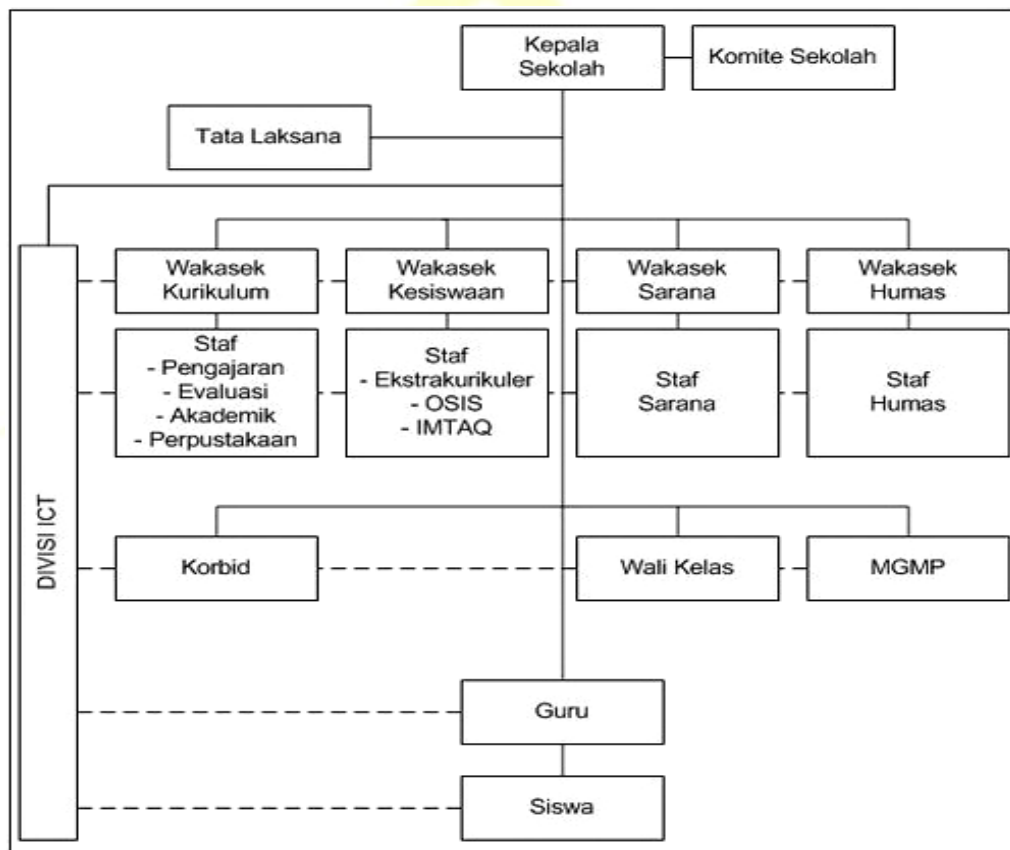 Kepala
Sekolah
Komite Sekolah
Tata Laksana
Wakasek
Kurikulum
Wakasek
Kesiswaan
Wakasek
Sarana
Wakasek
Humas
Staf
- Pengajaran
- Evaluasi
- Akademik
- Perpustakaan
Staf
- Ekstrakurikuler
- OSIS
- IMTAQ
Staf
Sarana
Staf
Humas
DIVISI ICT
Korbid
Wali Kelas
MGMP
Guru
Siswa